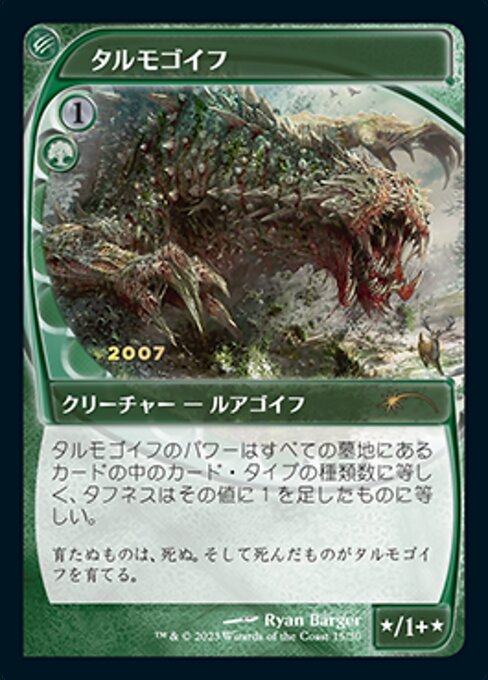 タルモゴイフ
1
2007
クリーチャー — ルアゴイフ
タルモゴイフのパワーはすべての墓地にある
カードの中のカード・タイプの種類数に等し
く、タフネスはその値に1を足したものに等
しい。
育たぬものは、死ぬ。そして死んだものがタルモゴイ
フを育てる。
Ryan Barger
™ & © 2023 Wizards of the Coast 15/30
★/1+★